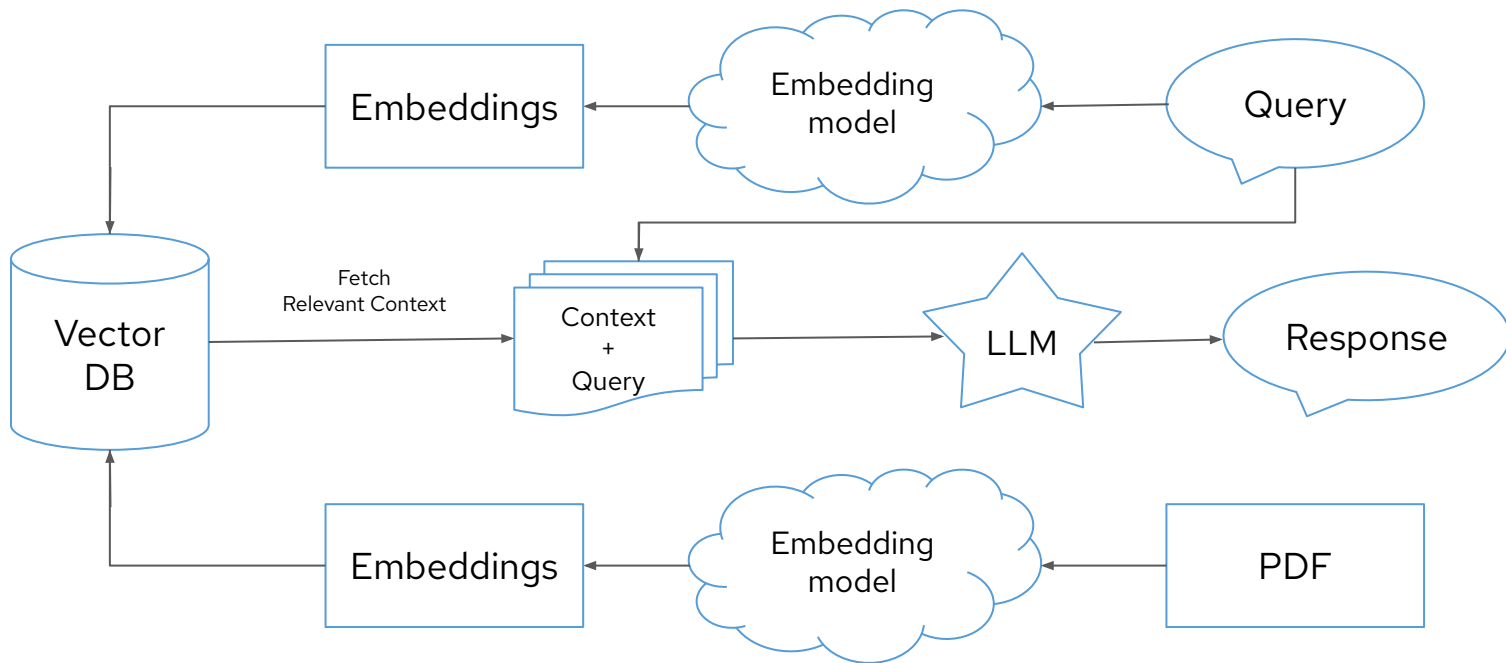 Embeddings
Embedding
model
Query
Fetch
Relevant Context
Vector
DB
Context
+
Query
LLM
Response
Embeddings
Embedding
model
PDF